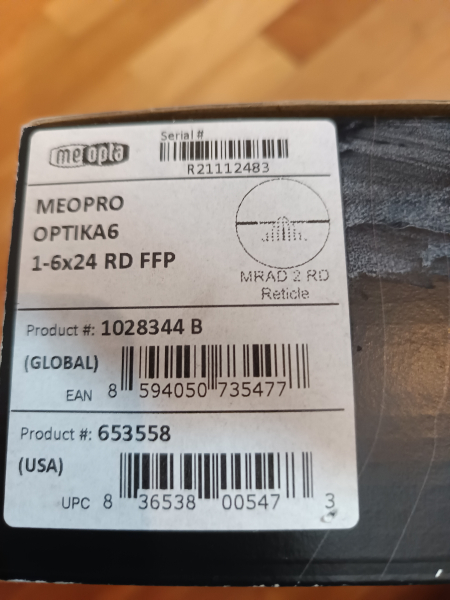 meopta
Serial #
R21112483
MEOPRO
OPTIKA6
1-6x24 RD FFP
MRAD 2 RD
Reticle
Product #: 1028344 B
(GLOBAL)
EAN 8 594050 735477
Product #: 653558
(USA)
UPC 8 36538 00547 3